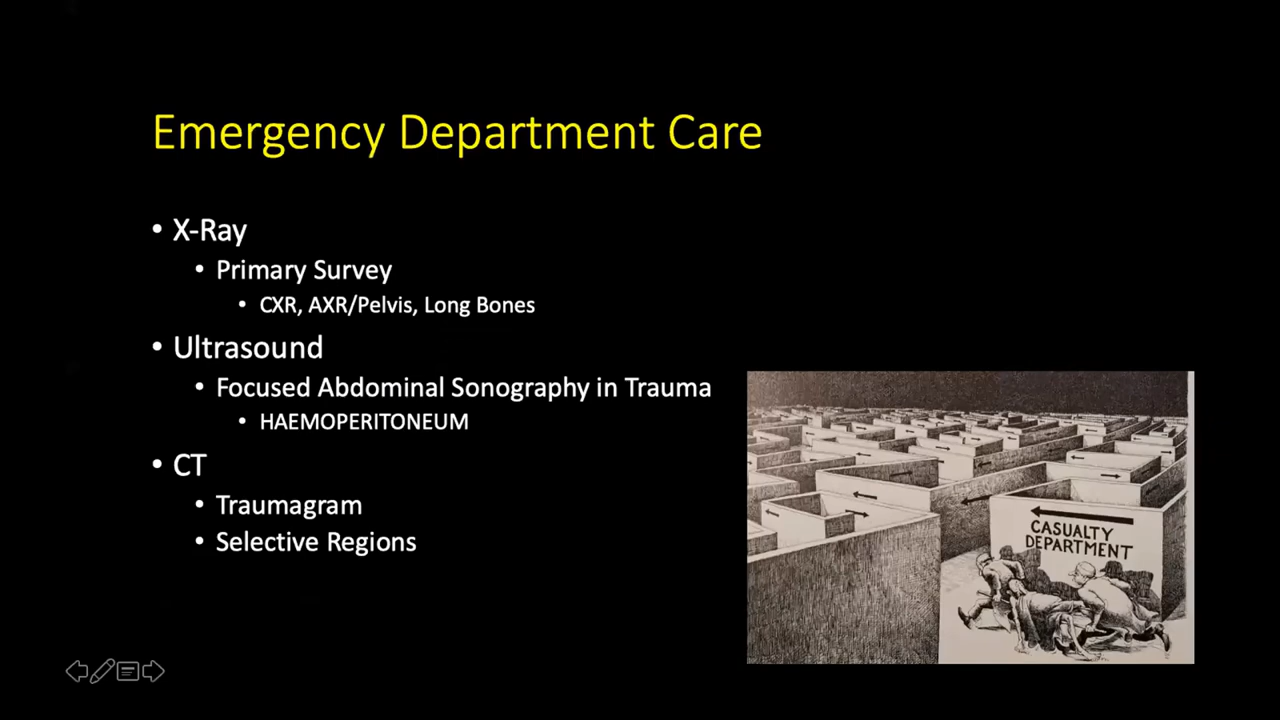 Emergency Department Care
• X-Ray
• Primary Survey
• CXR, AXR/Pelvis, Long Bones
• Ultrasound
• Focused Abdominal Sonography in Trauma
• HAEMOPERITONEUM
• CT
• Traumagram
• Selective Regions
CASUALTY
DEPARTMENT